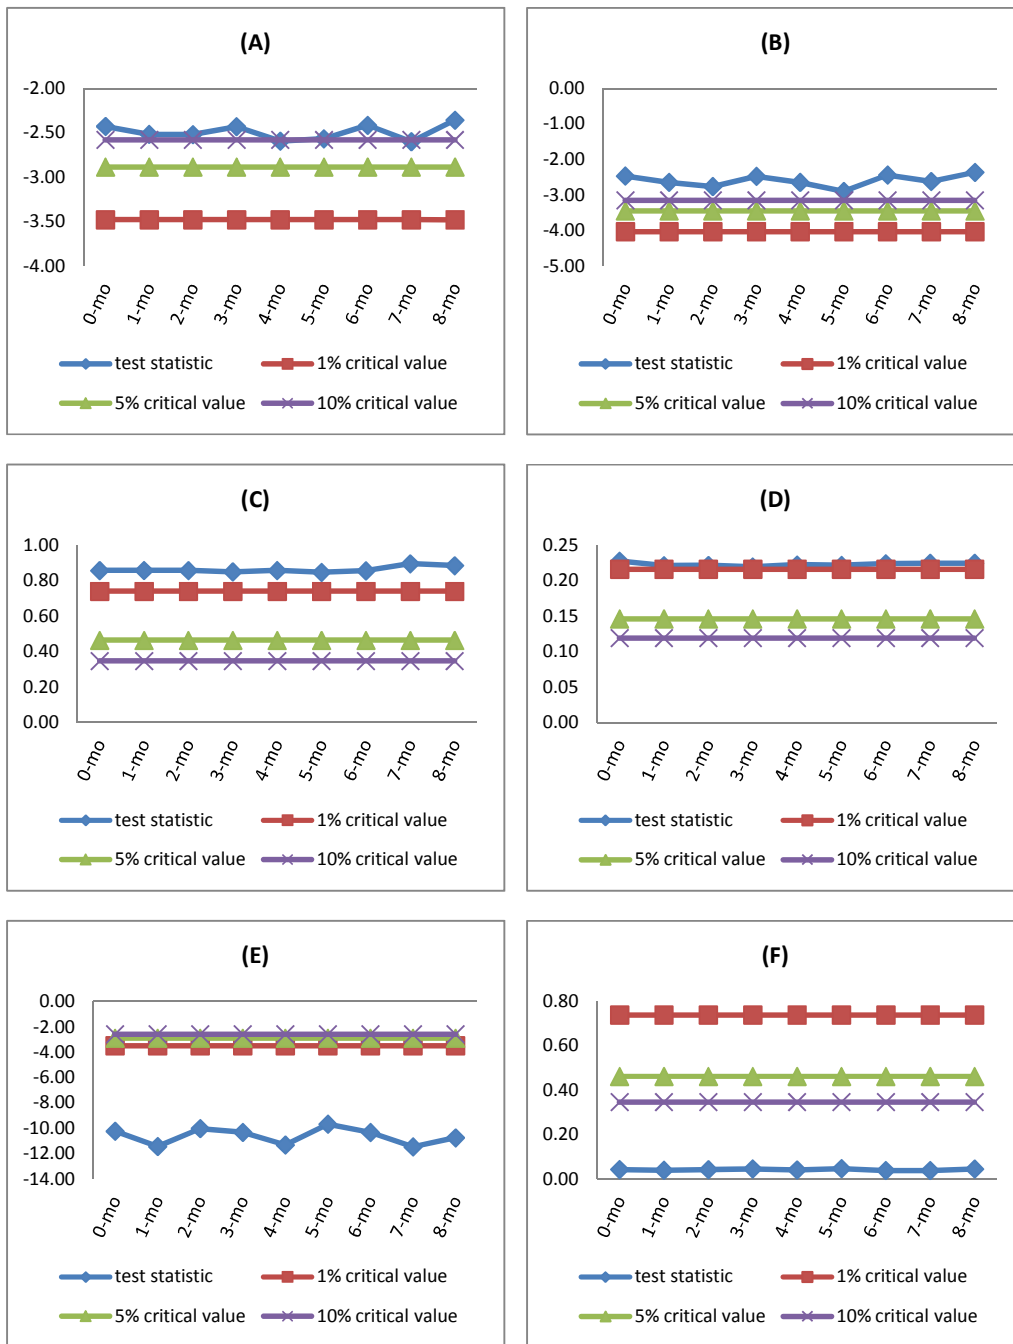 (A)
-2.00
-2.50
-3.00
-3.50
-4.00
0-mo 1-mo 2-mo 3-mo 4-mo 5-mo 6-mo 7-mo 8-mo
test statistic 1% critical value
5% critical value 10% critical value
(B)
0.00
-1.00
-2.00
-3.00
-4.00
-5.00
0-mo 1-mo 2-mo 3-mo 4-mo 5-mo 6-mo 7-mo 8-mo
test statistic 1% critical value
5% critical value 10% critical value
(C)
1.00
0.80
0.60
0.40
0.20
0.00
0-mo 1-mo 2-mo 3-mo 4-mo 5-mo 6-mo 7-mo 8-mo
test statistic 1% critical value
5% critical value 10% critical value
(D)
0.25
0.20
0.15
0.10
0.05
0.00
0-mo 1-mo 2-mo 3-mo 4-mo 5-mo 6-mo 7-mo 8-mo
test statistic 1% critical value
5% critical value 10% critical value
(E)
0.00
-2.00
-4.00
-6.00
-8.00
-10.00
-12.00
-14.00
0-mo 1-mo 2-mo 3-mo 4-mo 5-mo 6-mo 7-mo 8-mo
test statistic 1% critical value
5% critical value 10% critical value
(F)
0.80
0.60
0.40
0.20
0.00
0-mo 1-mo 2-mo 3-mo 4-mo 5-mo 6-mo 7-mo 8-mo
test statistic 1% critical value
5% critical value 10% critical value